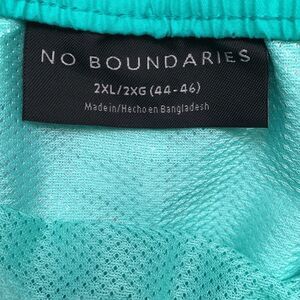 NO BOUNDARIES
2XL/2XG (44-46)
Made in/Hecho en Bangladesh